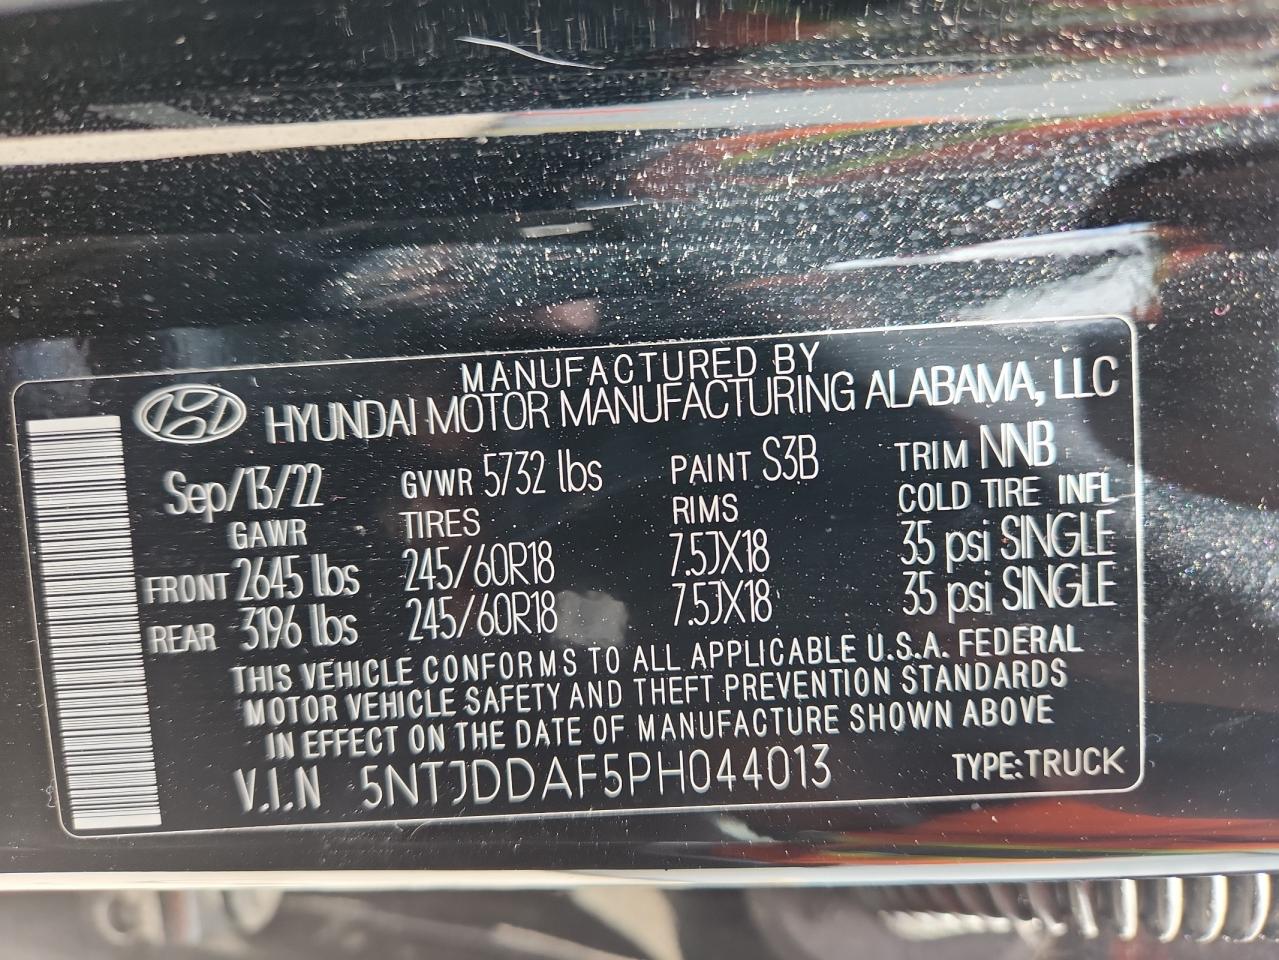 MANUFACTURED BY
HYUNDAI MOTOR MANUFACTURING ALABAMA, LLC
Sep/13/22 GVWR 5732 lbs PAINT S3B TRIM NNB
GAWR TIRES RIMS COLD TIRE INFL
FRONT 2645 lbs 245/60R18 7.5JX18 35 psi SINGLE
REAR 3196 lbs 245/60R18 7.5JX18 35 psi SINGLE
THIS VEHICLE CONFORMS TO ALL APPLICABLE U.S.A. FEDERAL
MOTOR VEHICLE SAFETY AND THEFT PREVENTION STANDARDS
IN EFFECT ON THE DATE OF MANUFACTURE SHOWN ABOVE
V.I.N 5NTJDDAF5PH044013 TYPE:TRUCK